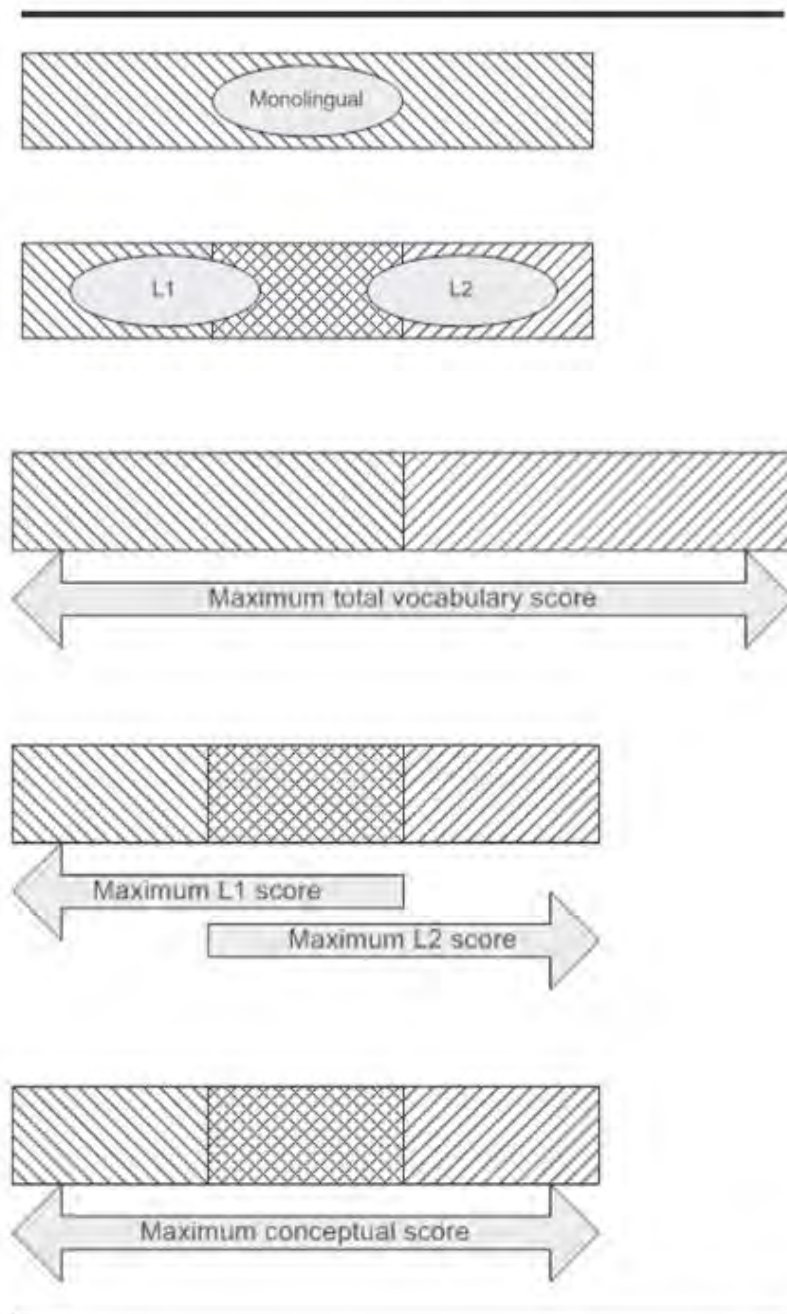 Monolingual
L1
L2
Maximum total vocabulary score
Maximum L1 score
Maximum L2 score
Maximum conceptual score